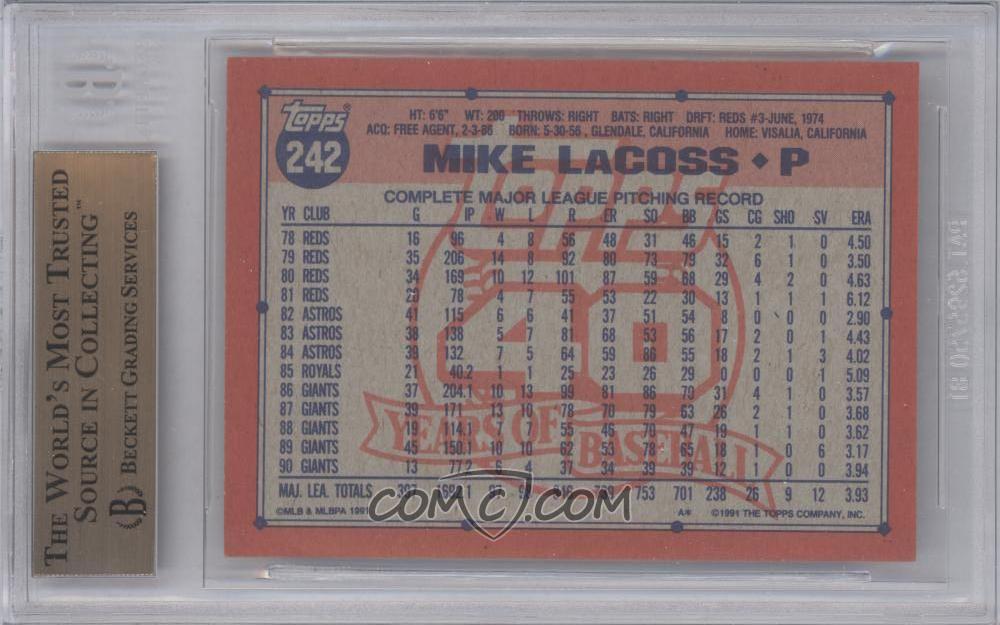 THE WORLD'S MOST TRUSTED
SOURCE IN COLLECTING™
BECKETT GRADING SERVICES
TOPPS®
242
HT: 6'6" WT: 200 THROWS: RIGHT BATS: RIGHT DRFT: REDS #3-JUNE, 1974
ACQ: FREE AGENT, 2-3-86 BORN: 5-30-56, GLENDALE, CALIFORNIA HOME: VISALIA, CALIFORNIA
MIKE LACOSS ◆ P
TOPPS
40
YEARS OF BASEBALL
COMPLETE MAJOR LEAGUE PITCHING RECORD
YR CLUB G IP W L R ER SO BB GS CG SHO SV ERA
78 REDS 16 96 4 8 56 48 31 46 15 2 1 0 4.50
79 REDS 35 206 14 8 92 80 73 79 32 6 1 0 3.50
80 REDS 34 169 10 12 101 87 59 68 29 4 2 0 4.63
81 REDS 20 78 4 7 55 53 22 30 13 1 1 1 6.12
82 ASTROS 41 115 6 6 41 37 51 54 8 0 0 0 2.90
83 ASTROS 38 138 5 7 81 68 53 56 17 2 0 1 4.43
84 ASTROS 39 132 7 5 64 59 86 55 18 2 1 3 4.02
85 ROYALS 21 40.2 1 1 25 23 26 29 0 0 0 1 5.09
86 GIANTS 37 204.1 10 13 99 81 86 70 31 4 1 0 3.57
87 GIANTS 39 171 13 10 78 70 79 63 26 2 1 0 3.68
88 GIANTS 19 114.1 7 7 55 46 70 47 19 1 1 0 3.62
89 GIANTS 45 150.1 10 10 62 53 78 65 18 1 0 6 3.17
90 GIANTS 13 77.2 6 4 37 34 39 39 12 1 0 0 3.94
MAJ. LEA. TOTALS 753 701 238 26 9 12 3.93
©MLB & MLBPA 1991 A* ©1991 THE TOPPS COMPANY, INC.
COMC.COM